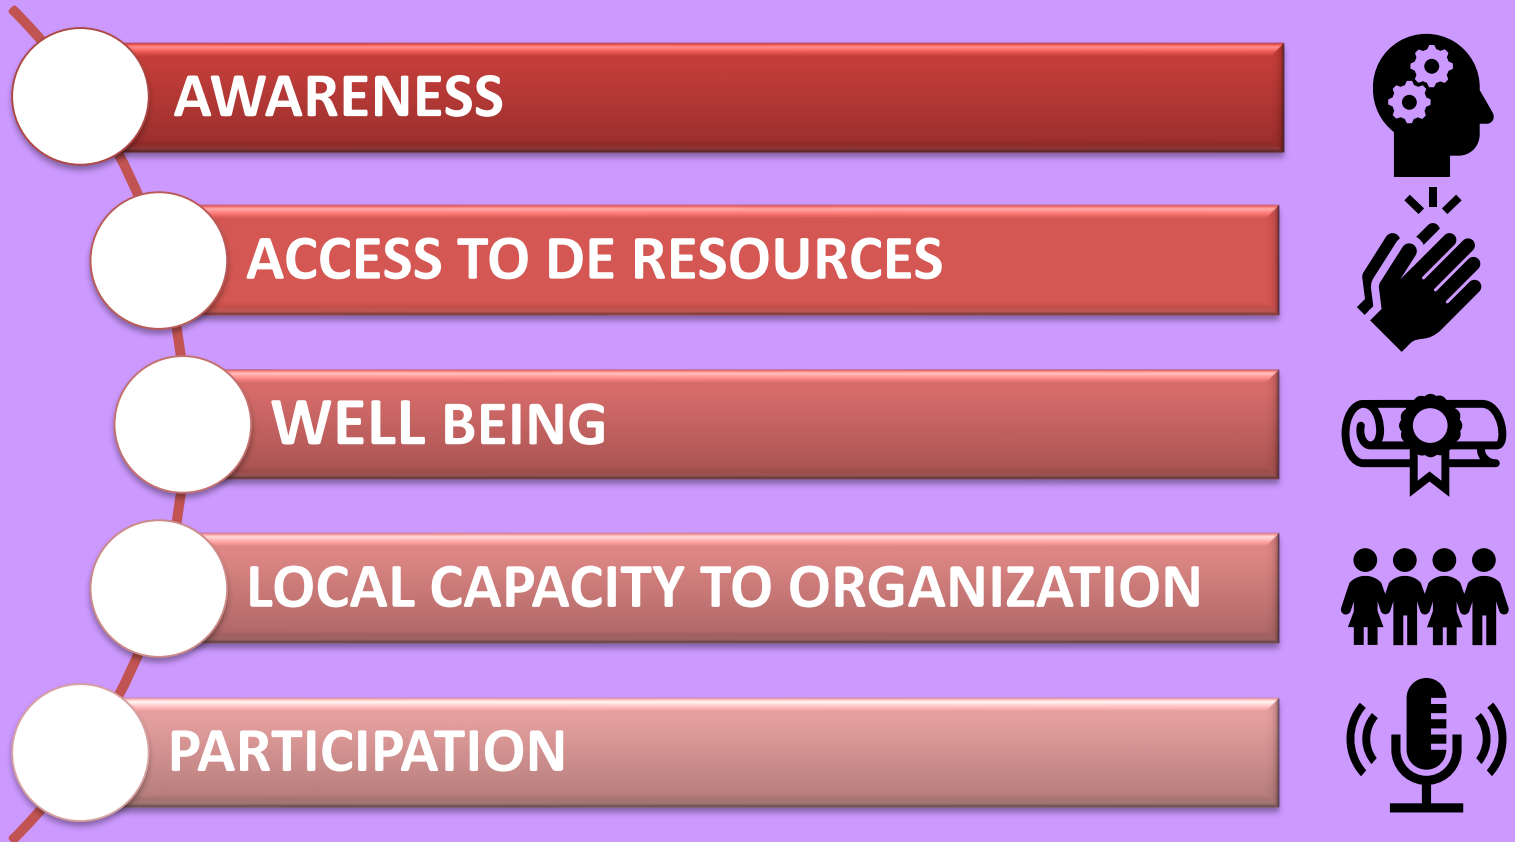 AWARENESS
ACCESS TO DE RESOURCES
WELL BEING
LOCAL CAPACITY TO ORGANIZATION
PARTICIPATION